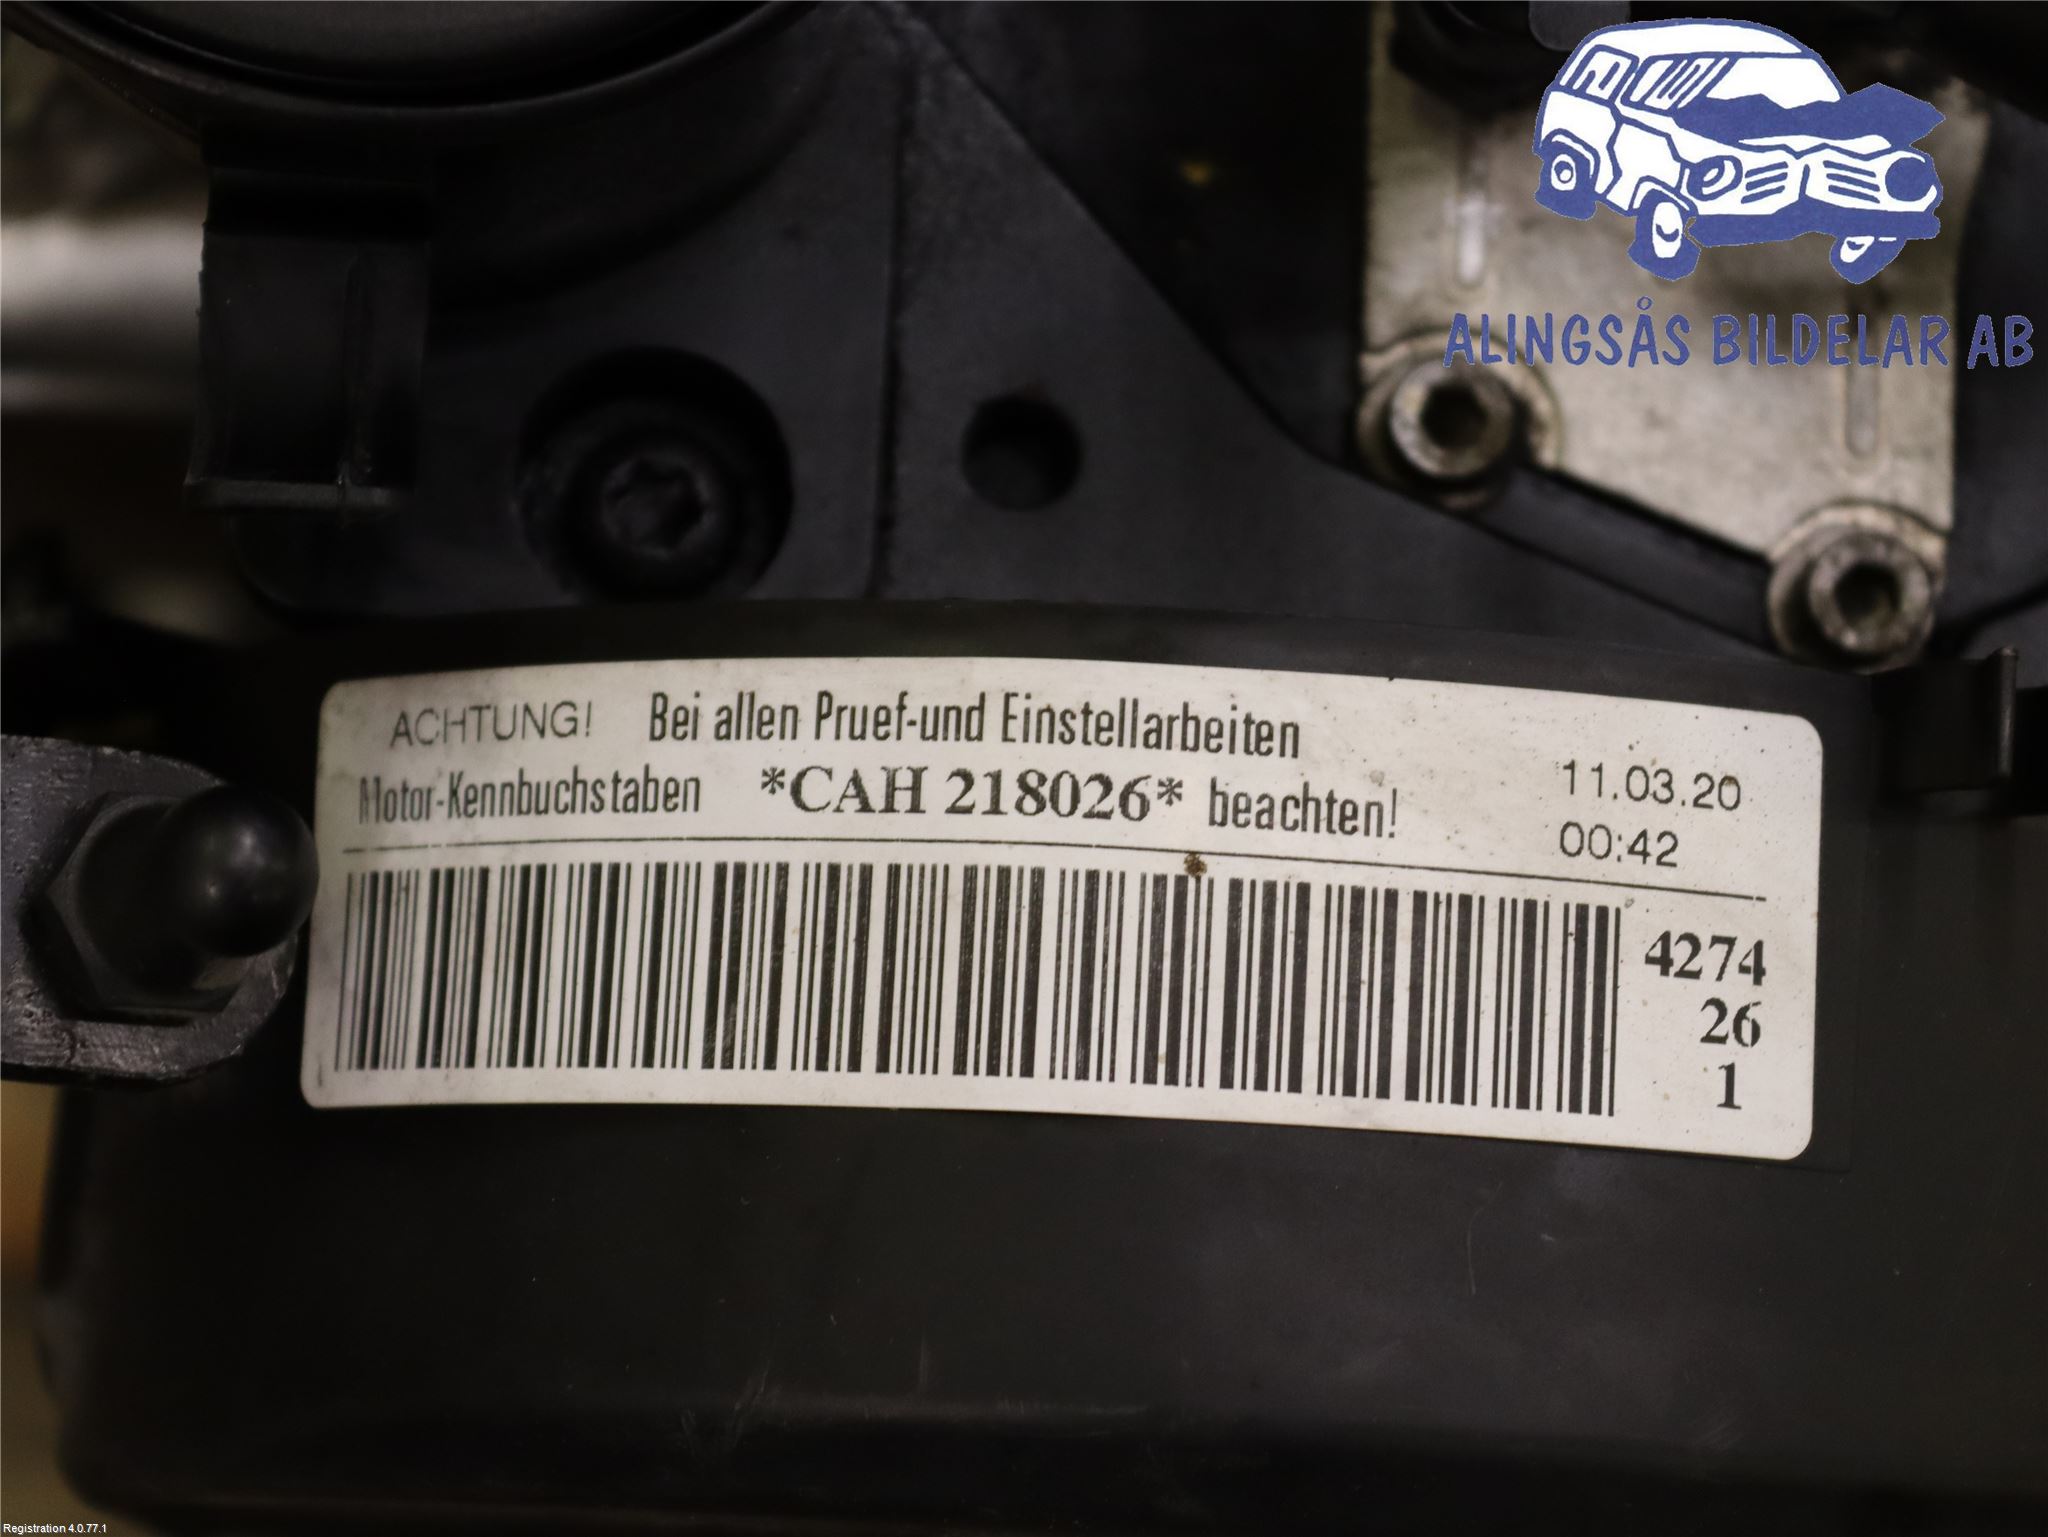 ALINGSÅS BILDELAR AB
ACHTUNG! Bei allen Pruef-und Einstellarbeiten
Motor-Kennbuchstaben *CAH 218026* beachten!
11.03.20
00:42
4274
26
1
Registration 4.0.77.1